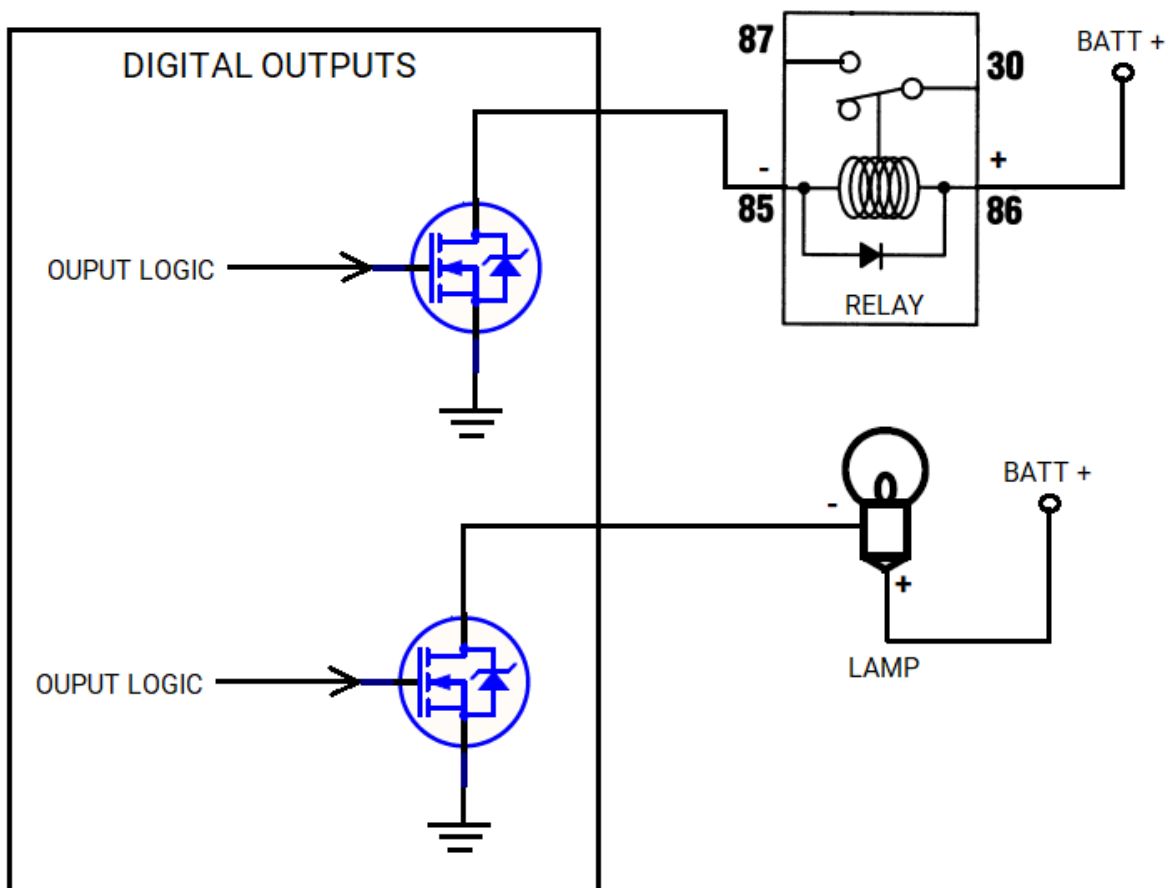 DIGITAL OUTPUTS
87
30
BATT +
-
+
85
86
OUPUT LOGIC
RELAY
BATT +
-
+
LAMP
OUPUT LOGIC